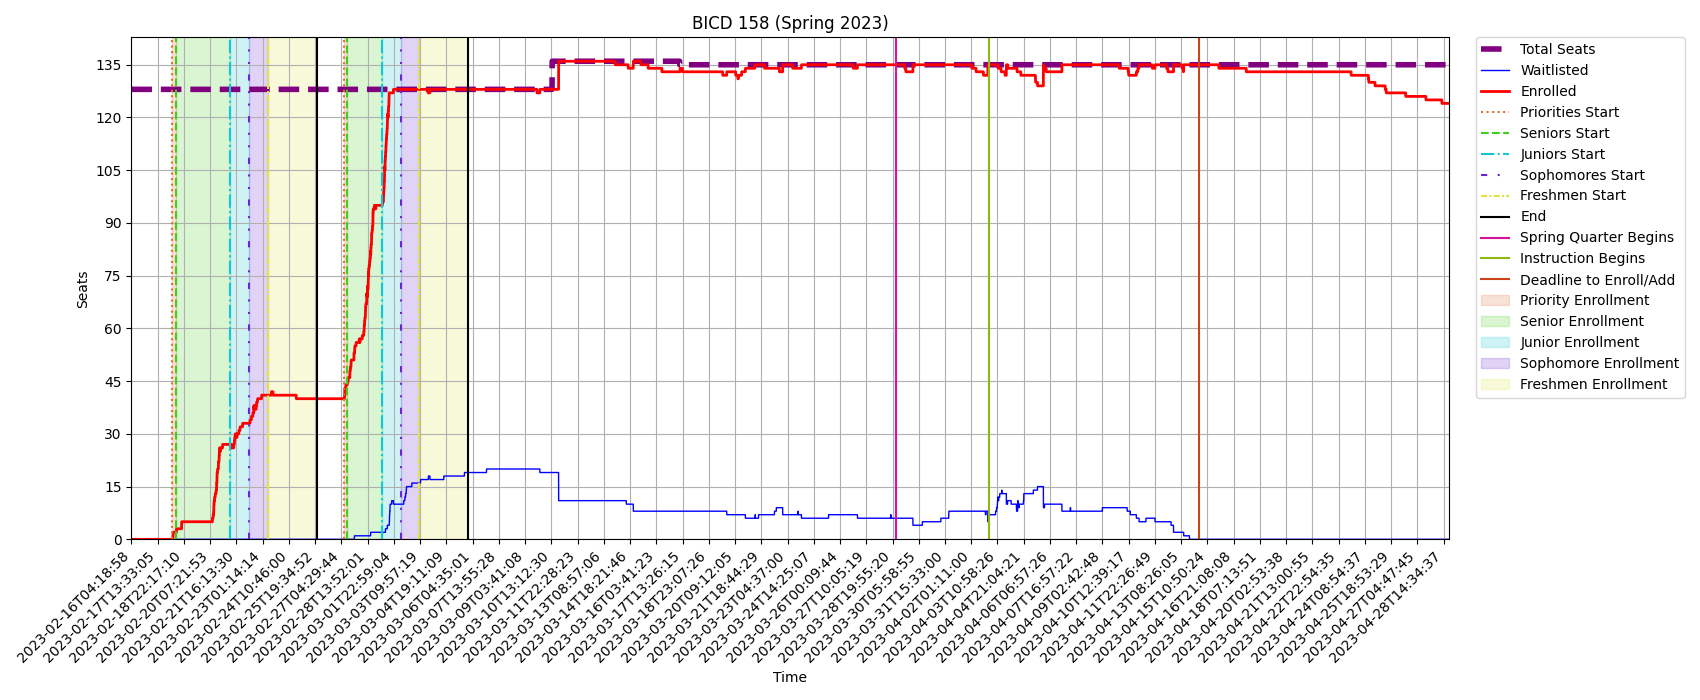 BICD 158 (Spring 2023)
Seats
135
120
105
90
75
60
45
30
15
0
2023-02-16T04:18:58
2023-02-17T13:33:05
2023-02-18T22:17:10
2023-02-20T07:21:53
2023-02-21T16:13:30
2023-02-23T01:14:14
2023-02-24T10:46:00
2023-02-25T19:34:52
2023-02-27T04:29:44
2023-02-28T13:52:01
2023-03-01T22:59:04
2023-03-03T09:57:19
2023-03-04T19:11:09
2023-03-06T04:35:01
2023-03-07T13:55:28
2023-03-09T03:41:08
2023-03-10T13:12:30
2023-03-11T22:28:23
2023-03-13T08:57:06
2023-03-14T18:21:46
2023-03-16T03:41:23
2023-03-17T13:26:15
2023-03-18T23:07:26
2023-03-20T09:12:05
2023-03-21T18:44:29
2023-03-23T04:37:00
2023-03-24T14:25:07
2023-03-26T00:09:44
2023-03-27T10:05:19
2023-03-28T19:55:20
2023-03-30T05:58:55
2023-03-31T15:33:00
2023-04-02T01:11:00
2023-04-03T10:58:26
2023-04-04T21:04:21
2023-04-06T06:57:26
2023-04-07T16:57:22
2023-04-09T02:42:48
2023-04-10T12:39:17
2023-04-11T22:26:49
2023-04-13T08:26:05
2023-04-15T10:50:24
2023-04-16T21:08:08
2023-04-18T07:13:51
2023-04-20T02:53:38
2023-04-21T13:00:55
2023-04-22T22:54:35
2023-04-24T08:54:37
2023-04-25T18:53:29
2023-04-27T04:47:45
2023-04-28T14:34:37
Time
Total Seats
Waitlisted
Enrolled
Priorities Start
Seniors Start
Juniors Start
Sophomores Start
Freshmen Start
End
Spring Quarter Begins
Instruction Begins
Deadline to Enroll/Add
Priority Enrollment
Senior Enrollment
Junior Enrollment
Sophomore Enrollment
Freshmen Enrollment